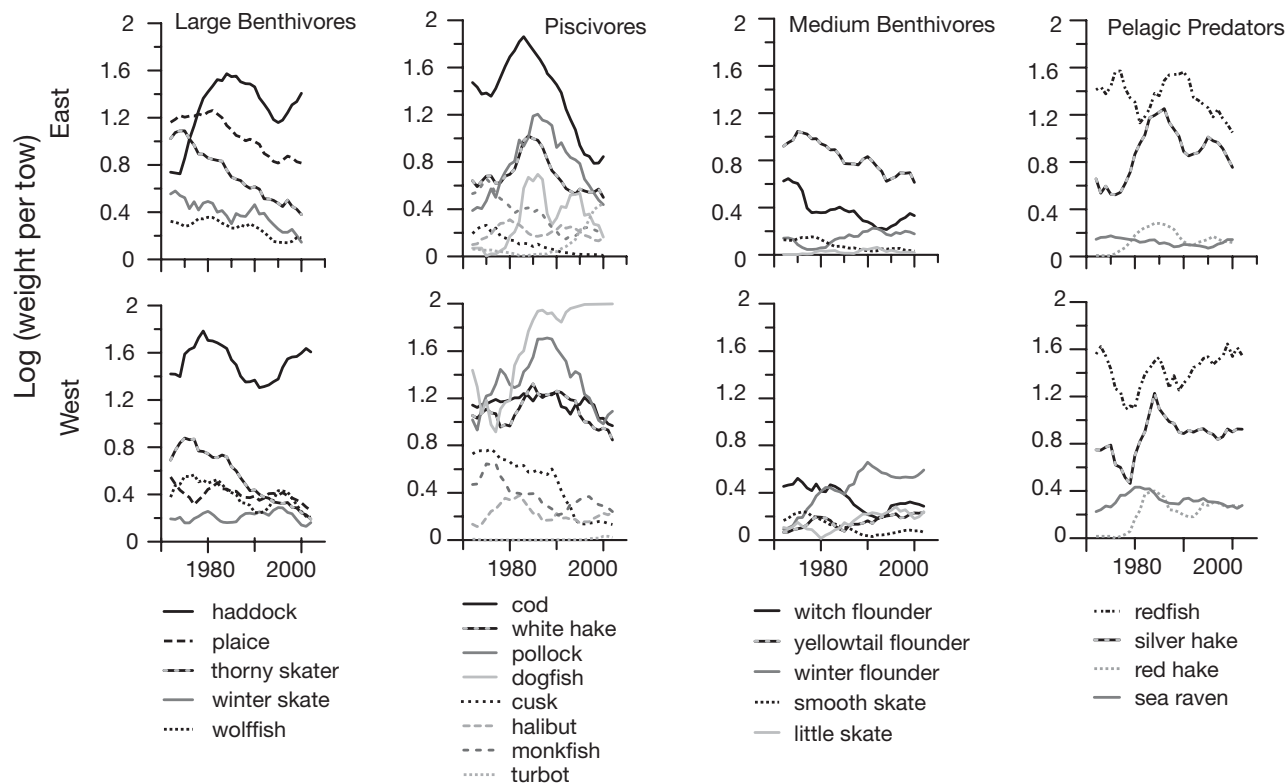 Large Benthivores
Piscivores
Medium Benthivores
Pelagic Predators
Log (weight per tow)
East
2
1.6
1.2
0.8
0.4
0
2
1.6
1.2
0.8
0.4
0
2
1.6
1.2
0.8
0.4
0
2
1.6
1.2
0.8
0.4
0
West
2
1.6
1.2
0.8
0.4
0
2
1.6
1.2
0.8
0.4
0
2
1.6
1.2
0.8
0.4
0
2
1.6
1.2
0.8
0.4
0
1980 2000
1980 2000
1980 2000
1980 2000
haddock
plaice
thorny skater
winter skate
wolffish
cod
white hake
pollock
dogfish
cusk
halibut
monkfish
turbot
witch flounder
yellowtail flounder
winter flounder
smooth skate
little skate
redfish
silver hake
red hake
sea raven